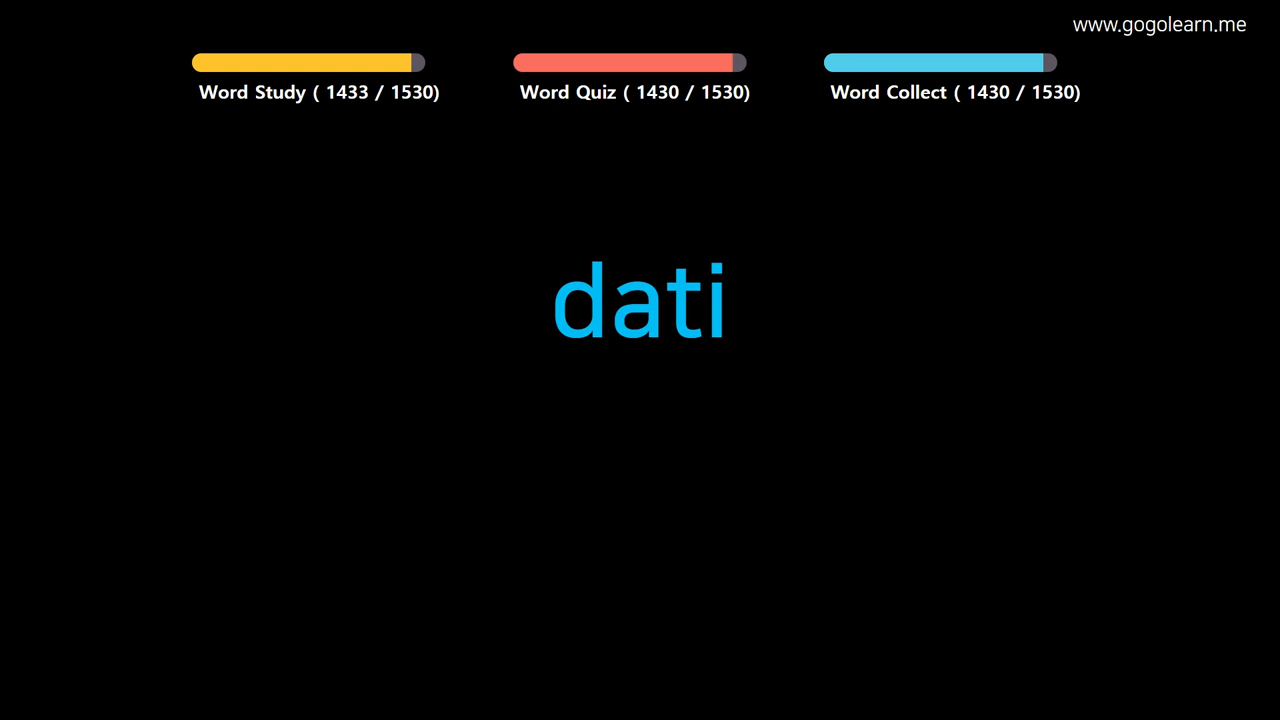 www.gogolearn.me
Word Study ( 1433 / 1530)
Word Quiz ( 1430 / 1530)
Word Collect ( 1430 / 1530)
dati